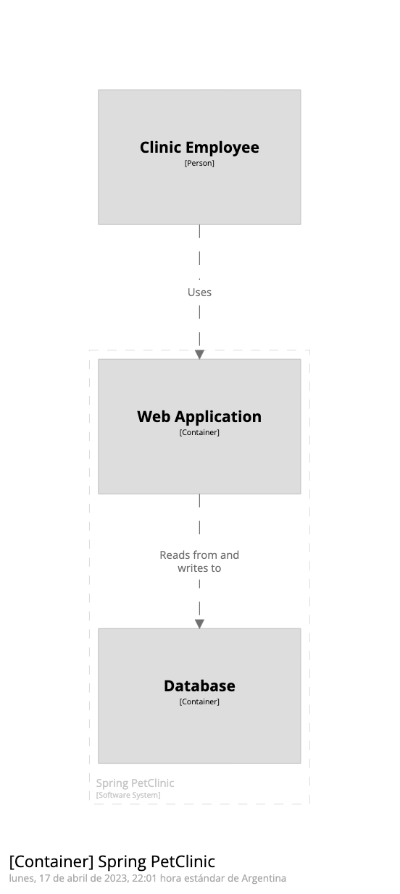 Clinic Employee
[Person]
Uses
Web Application
[Container]
Reads from and
writes to
Database
[Container]
Spring PetClinic
[Software System]
[Container] Spring PetClinic
lunes, 17 de abril de 2023, 22:01 hora estándar de Argentina